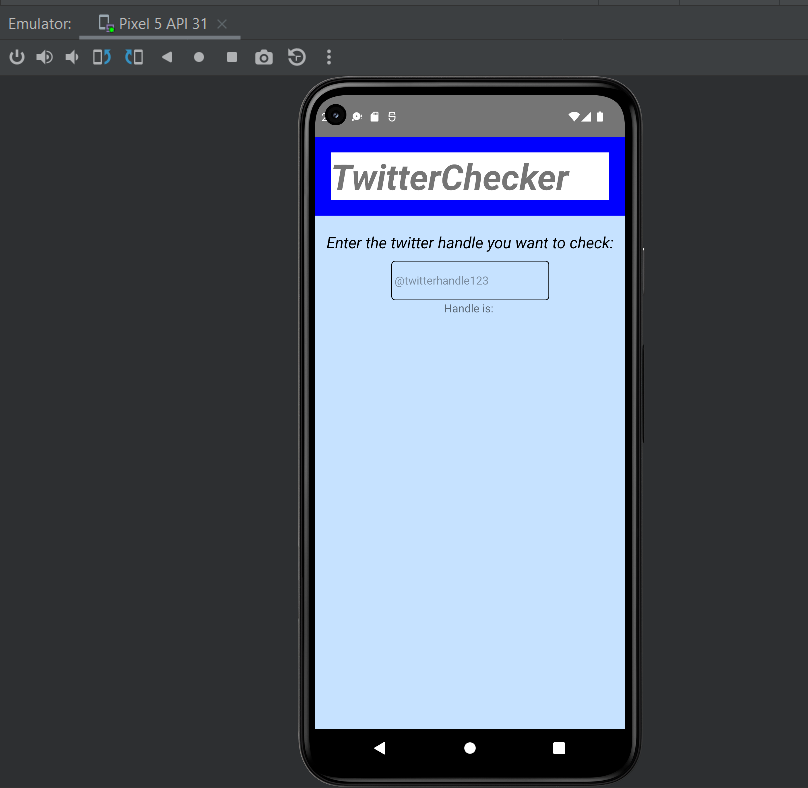 Emulator: Pixel 5 API 31
TwitterChecker
Enter the twitter handle you want to check:
@twitterhandle123
Handle is: